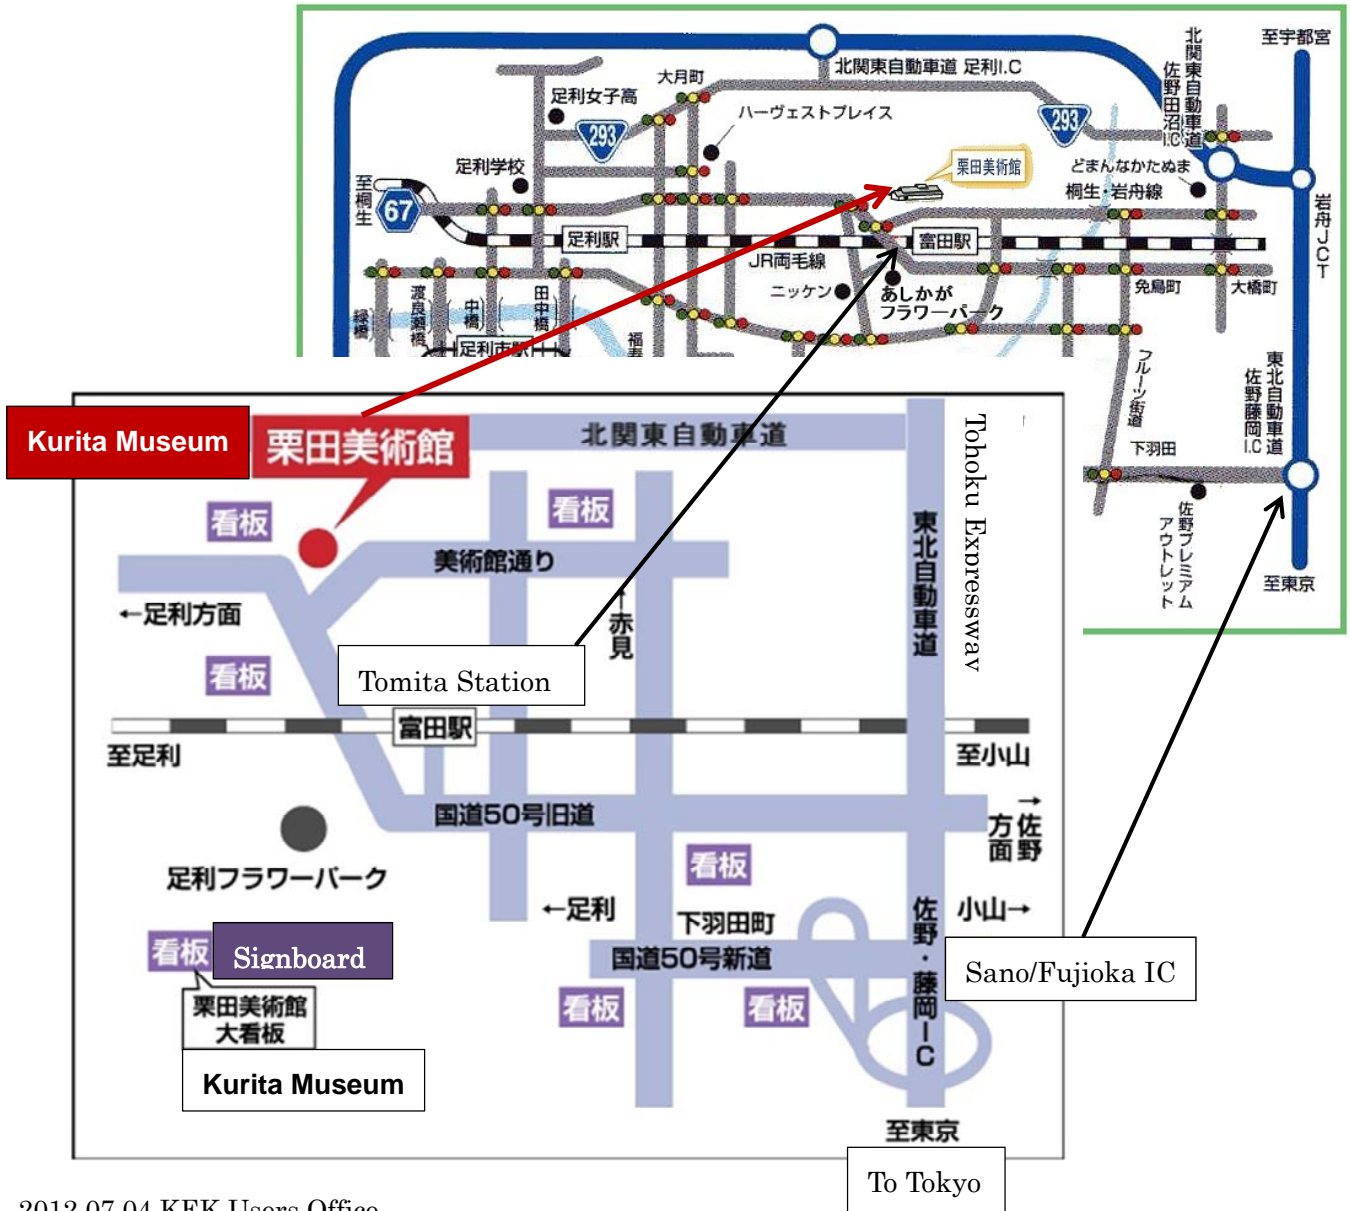 至宇都宮
北関東自動車道
佐野田沼I.C
北関東自動車道 足利I.C
大月町
足利女子高
ハーヴェストプレイス
293
293
足利学校
栗田美術館
どまんなかたぬま
桐生・岩舟線
至桐生
67
岩舟JCT
足利駅
富田駅
JR両毛線
ニッケン
あしかが
フラワーパーク
免鳥町
大橋町
緑橋
渡良瀬橋
中橋
田中橋
足利市駅
フルーツ街道
東北自動車道
佐野藤岡I.C
下羽田
佐野プレミアム
アウトレット
至東京
Kurita Museum
栗田美術館
北関東自動車道
Tohoku Expressway
看板
看板
美術館通り
東北自動車道
←足利方面
↑赤見
看板
Tomita Station
富田駅
至足利
至小山
国道50号旧道
→佐野方面
足利フラワーパーク
看板
←足利
下羽田町
佐野・藤岡IC
小山→
看板
Signboard
国道50号新道
Sano/Fujioka IC
栗田美術館
大看板
看板
看板
Kurita Museum
至東京
To Tokyo
2012.07.04 KEK Users Office